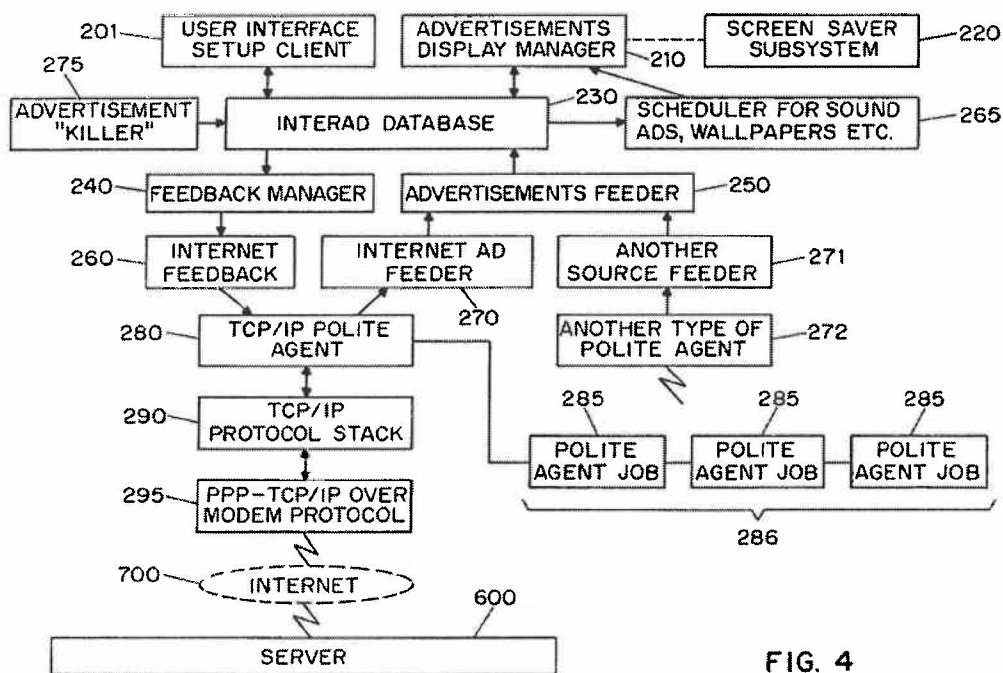 201
USER INTERFACE
SETUP CLIENT
ADVERTISEMENTS
DISPLAY MANAGER
210
SCREEN SAVER
SUBSYSTEM
220
275
ADVERTISEMENT
"KILLER"
230
INTERAD DATABASE
SCHEDULER FOR SOUND
ADS, WALLPAPERS ETC.
265
240
FEEDBACK MANAGER
ADVERTISEMENTS FEEDER
250
260
INTERNET
FEEDBACK
INTERNET AD
FEEDER
270
ANOTHER
SOURCE FEEDER
271
280
TCP/IP POLITE
AGENT
ANOTHER TYPE OF
POLITE AGENT
272
290
TCP/IP
PROTOCOL STACK
285
285
285
POLITE
AGENT JOB
POLITE
AGENT JOB
POLITE
AGENT JOB
286
295
PPP-TCP/IP OVER
MODEM PROTOCOL
700
INTERNET
600
SERVER
FIG. 4